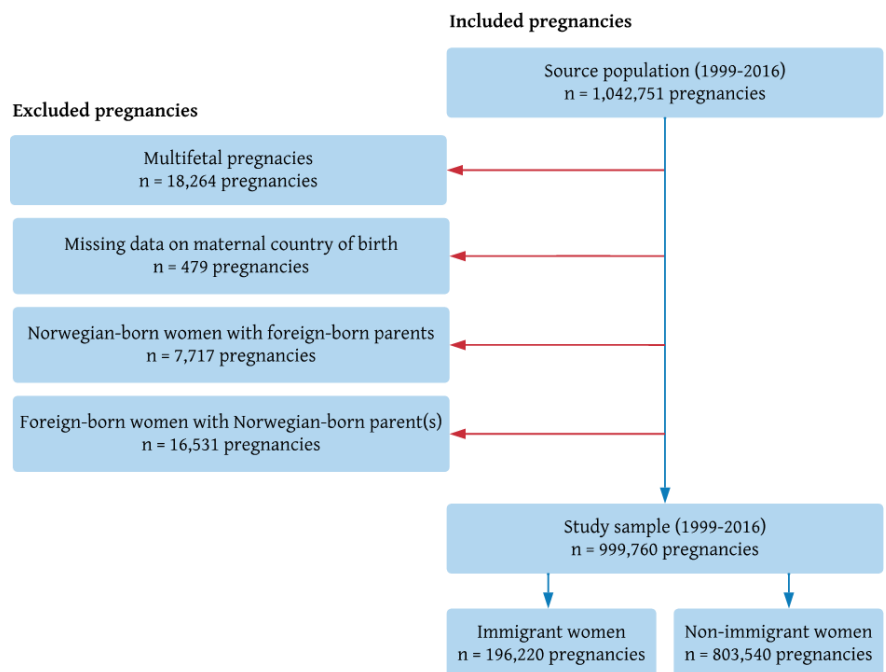 Included pregnancies
Source population (1999-2016)
n = 1,042,751 pregnancies
Excluded pregnancies
Multifetal pregnacies
n = 18,264 pregnancies
Missing data on maternal country of birth
n = 479 pregnancies
Norwegian-born women with foreign-born parents
n = 7,717 pregnancies
Foreign-born women with Norwegian-born parent(s)
n = 16,531 pregnancies
Study sample (1999-2016)
n = 999,760 pregnancies
Immigrant women
n = 196,220 pregnancies
Non-immigrant women
n = 803,540 pregnancies